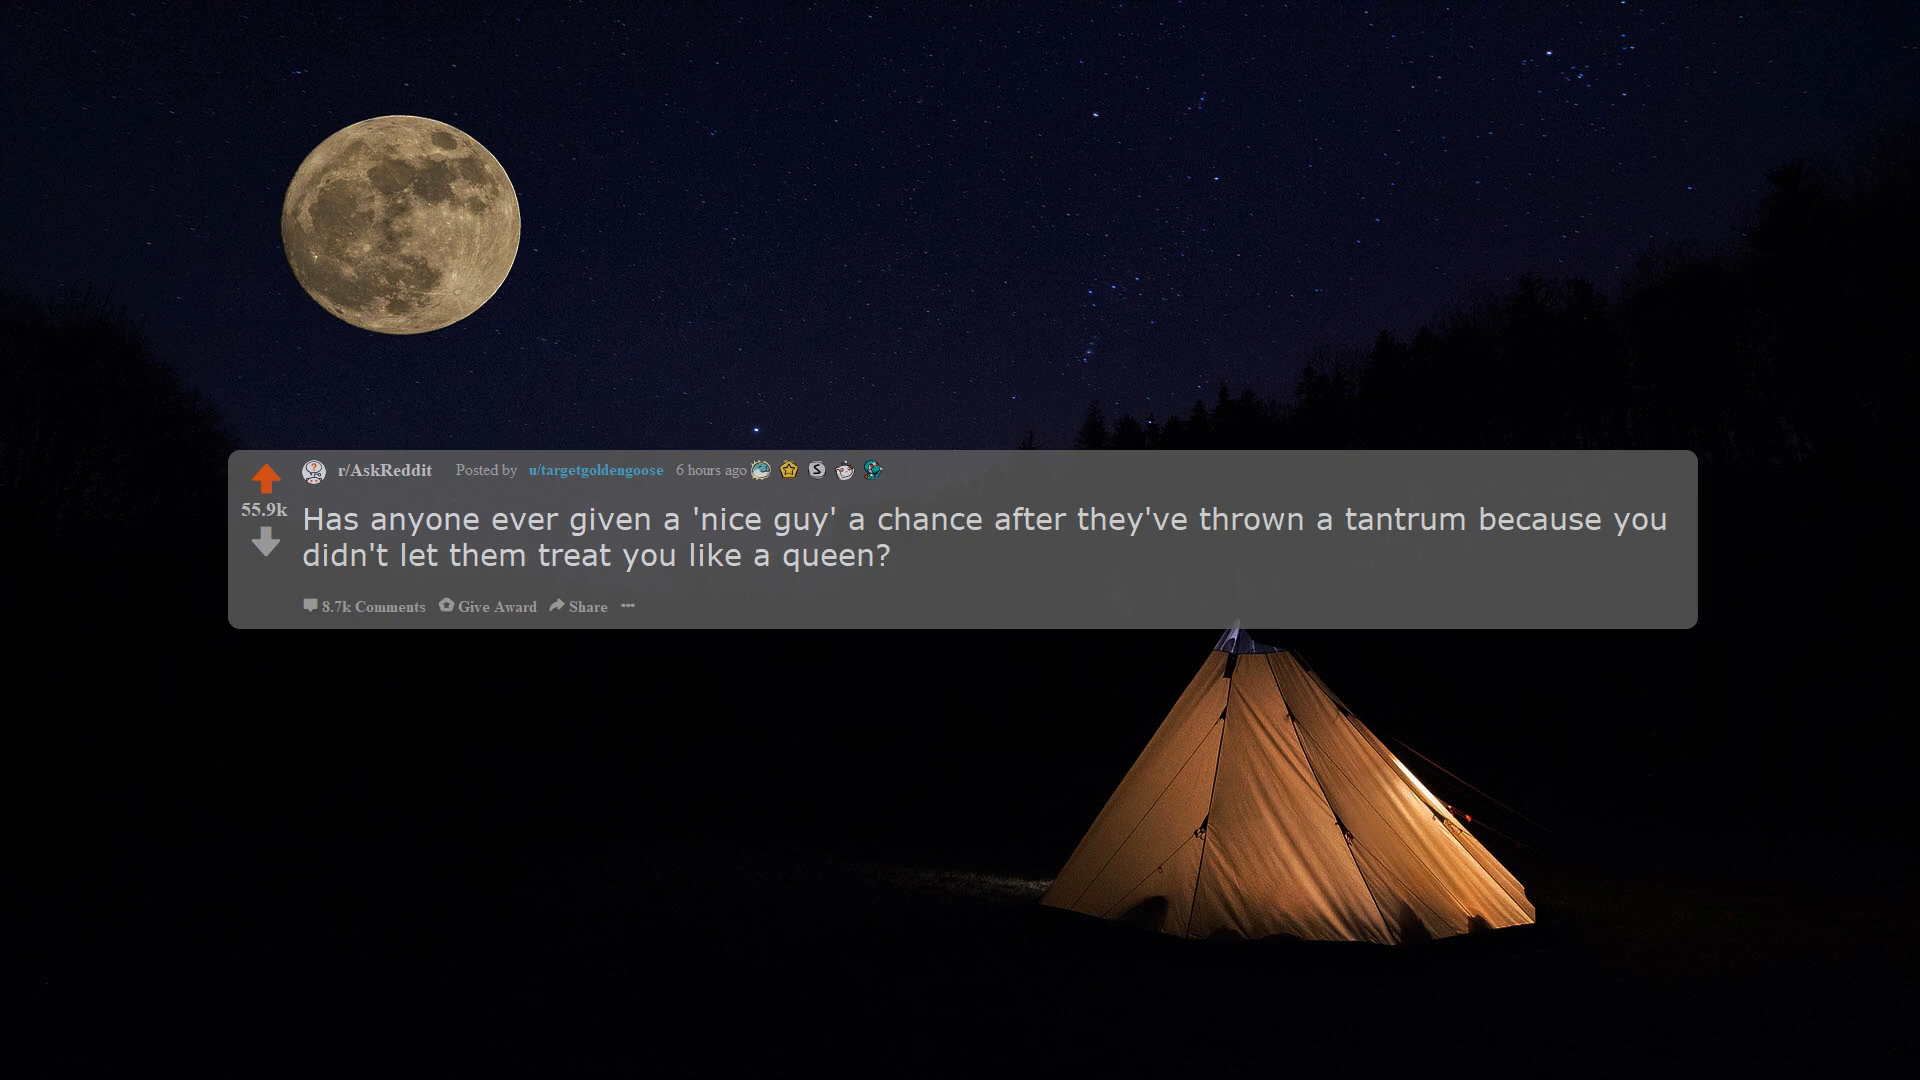 r/AskReddit Posted by u/targetgoldengoose 6 hours ago
55.9k
Has anyone ever given a 'nice guy' a chance after they've thrown a tantrum because you
didn't let them treat you like a queen?
8.7k Comments Give Award Share